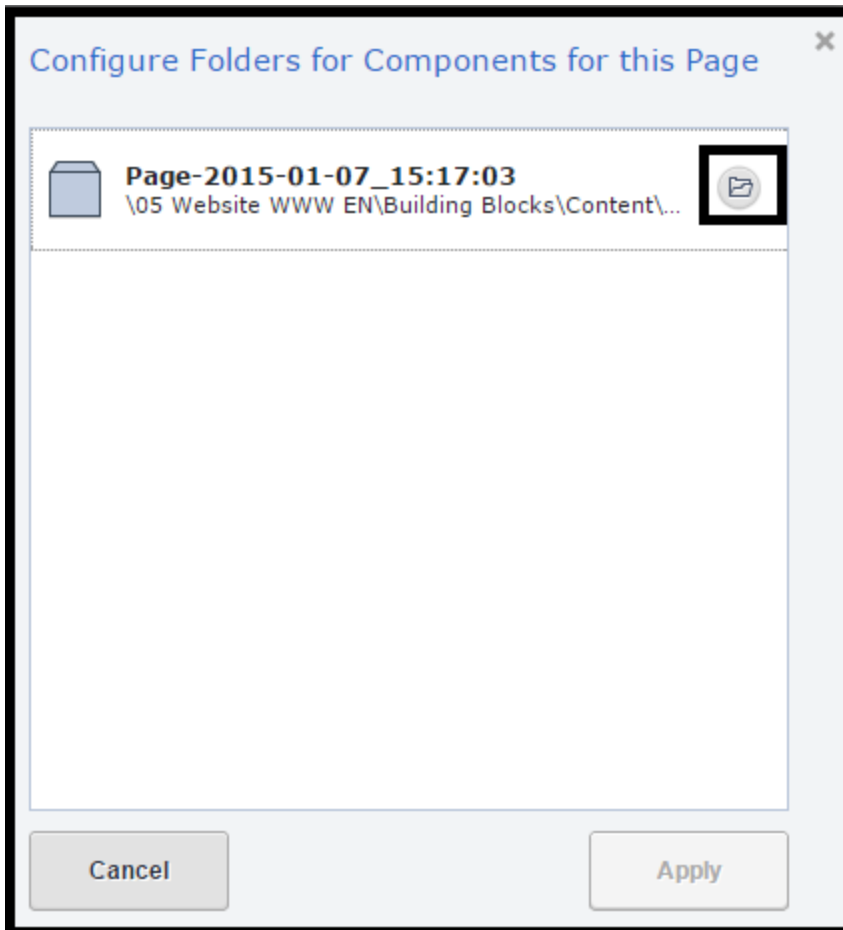 Configure Folders for Components for this Page
Page-2015-01-07_15:17:03
\05 Website WWW EN\Building Blocks\Content\...
Cancel
Apply